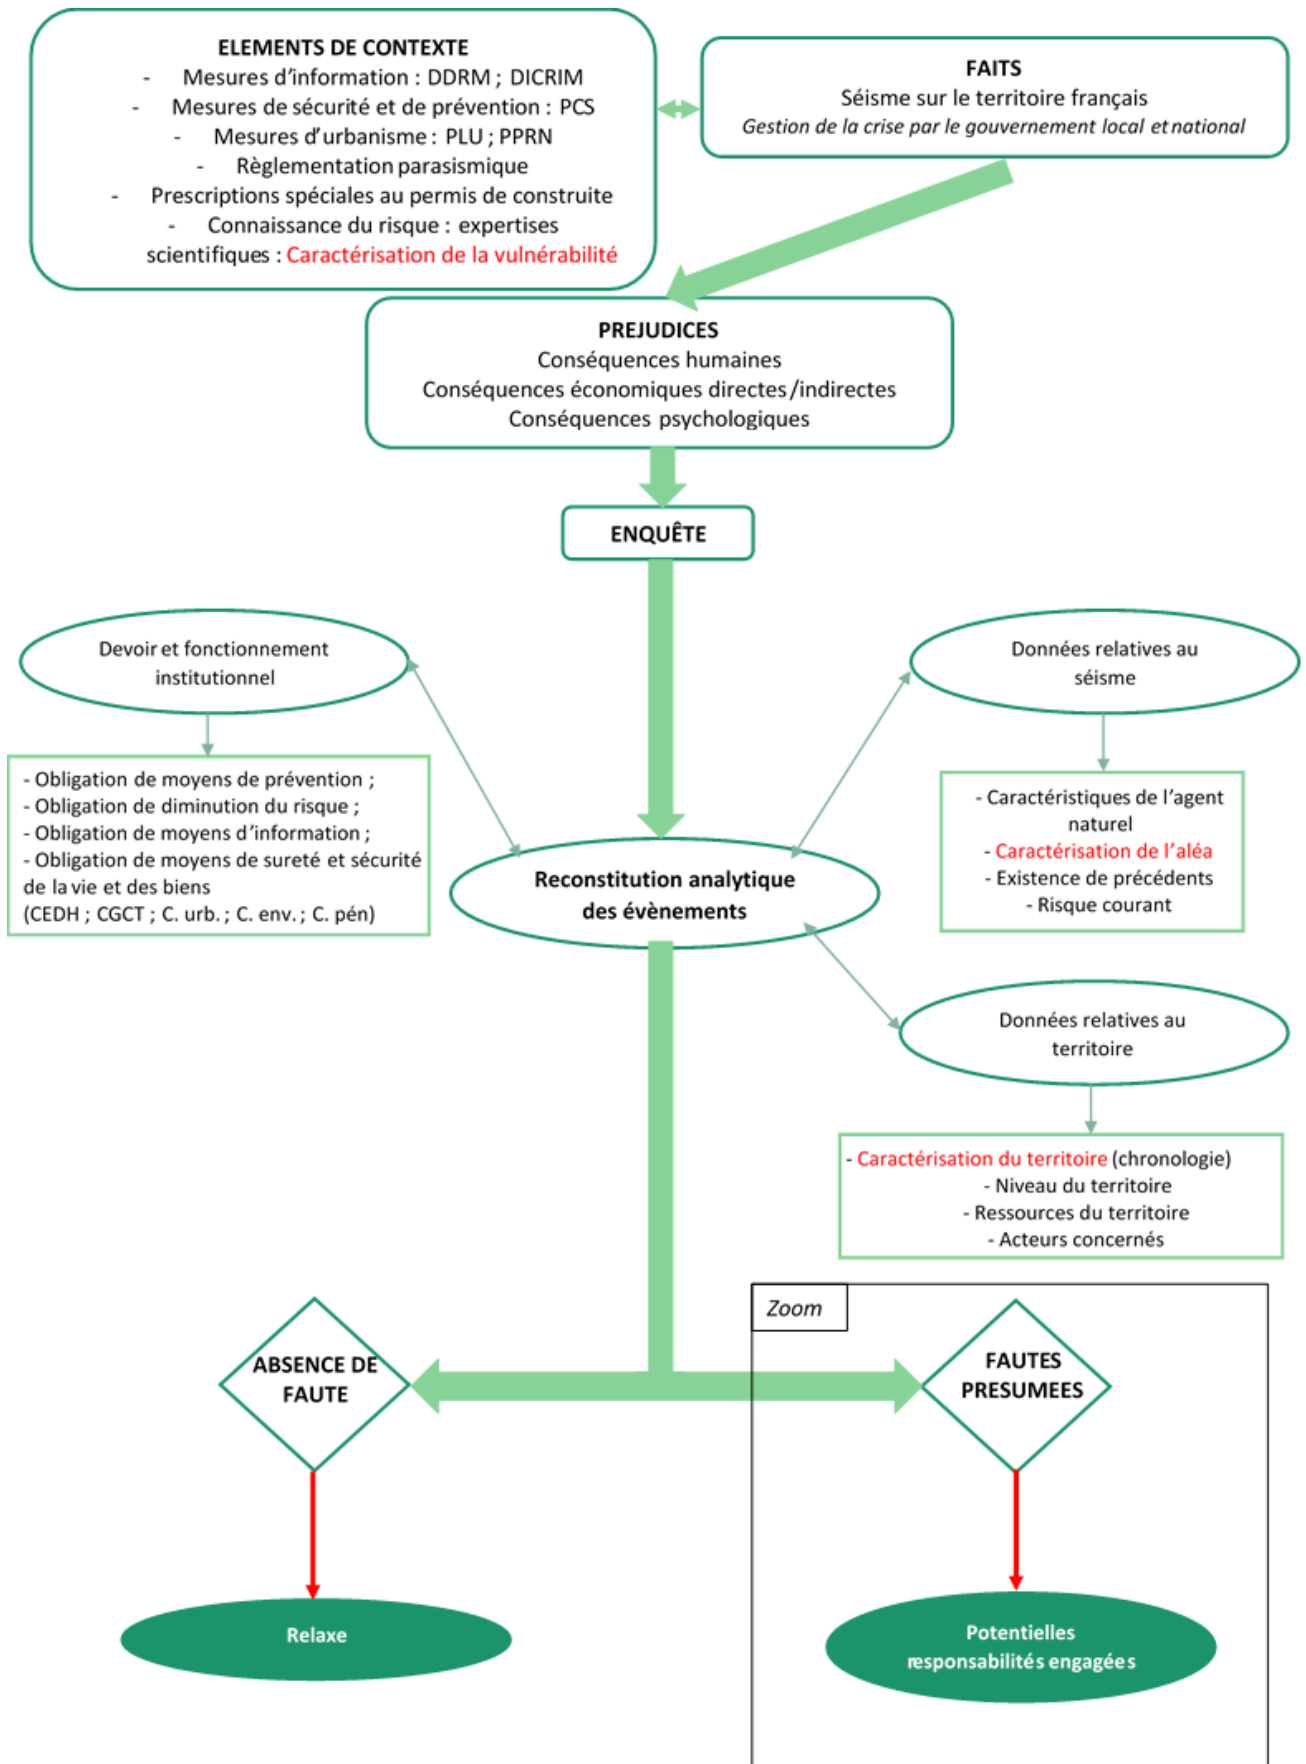 ELEMENTS DE CONTEXTE
- Mesures d'information : DDRM ; DICRIM
- Mesures de sécurité et de prévention : PCS
- Mesures d'urbanisme : PLU ; PPRN
- Règlementation parasismique
- Prescriptions spéciales au permis de construite
- Connaissance du risque : expertises
scientifiques : Caractérisation de la vulnérabilité
FAITS
Séisme sur le territoire français
Gestion de la crise par le gouvernement local et national
PREJUDICES
Conséquences humaines
Conséquences économiques directes/indirectes
Conséquences psychologiques
ENQUÊTE
Devoir et fonctionnement
institutionnel
- Obligation de moyens de prévention ;
- Obligation de diminution du risque ;
- Obligation de moyens d'information ;
- Obligation de moyens de sureté et sécurité
de la vie et des biens
(CEDH ; CGCT ; C. urb. ; C. env. ; C. pén)
Données relatives au
séisme
- Caractéristiques de l'agent
naturel
- Caractérisation de l'aléa
- Existence de précédents
- Risque courant
Reconstitution analytique
des évènements
Données relatives au
territoire
- Caractérisation du territoire (chronologie)
- Niveau du territoire
- Ressources du territoire
- Acteurs concernés
Zoom
ABSENCE DE
FAUTE
FAUTES
PRESUMEES
Relaxe
Potentielles
responsabilités engagées